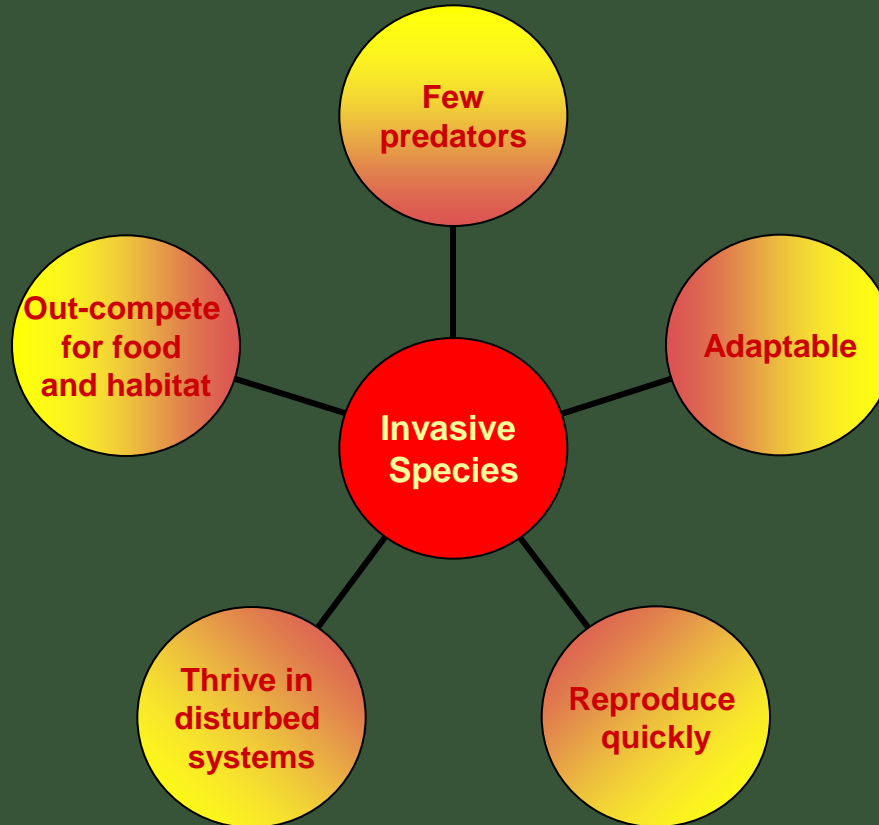 Few
predators
Out-compete
for food
and habitat
Adaptable
Invasive
Species
Thrive in
disturbed
systems
Reproduce
quickly